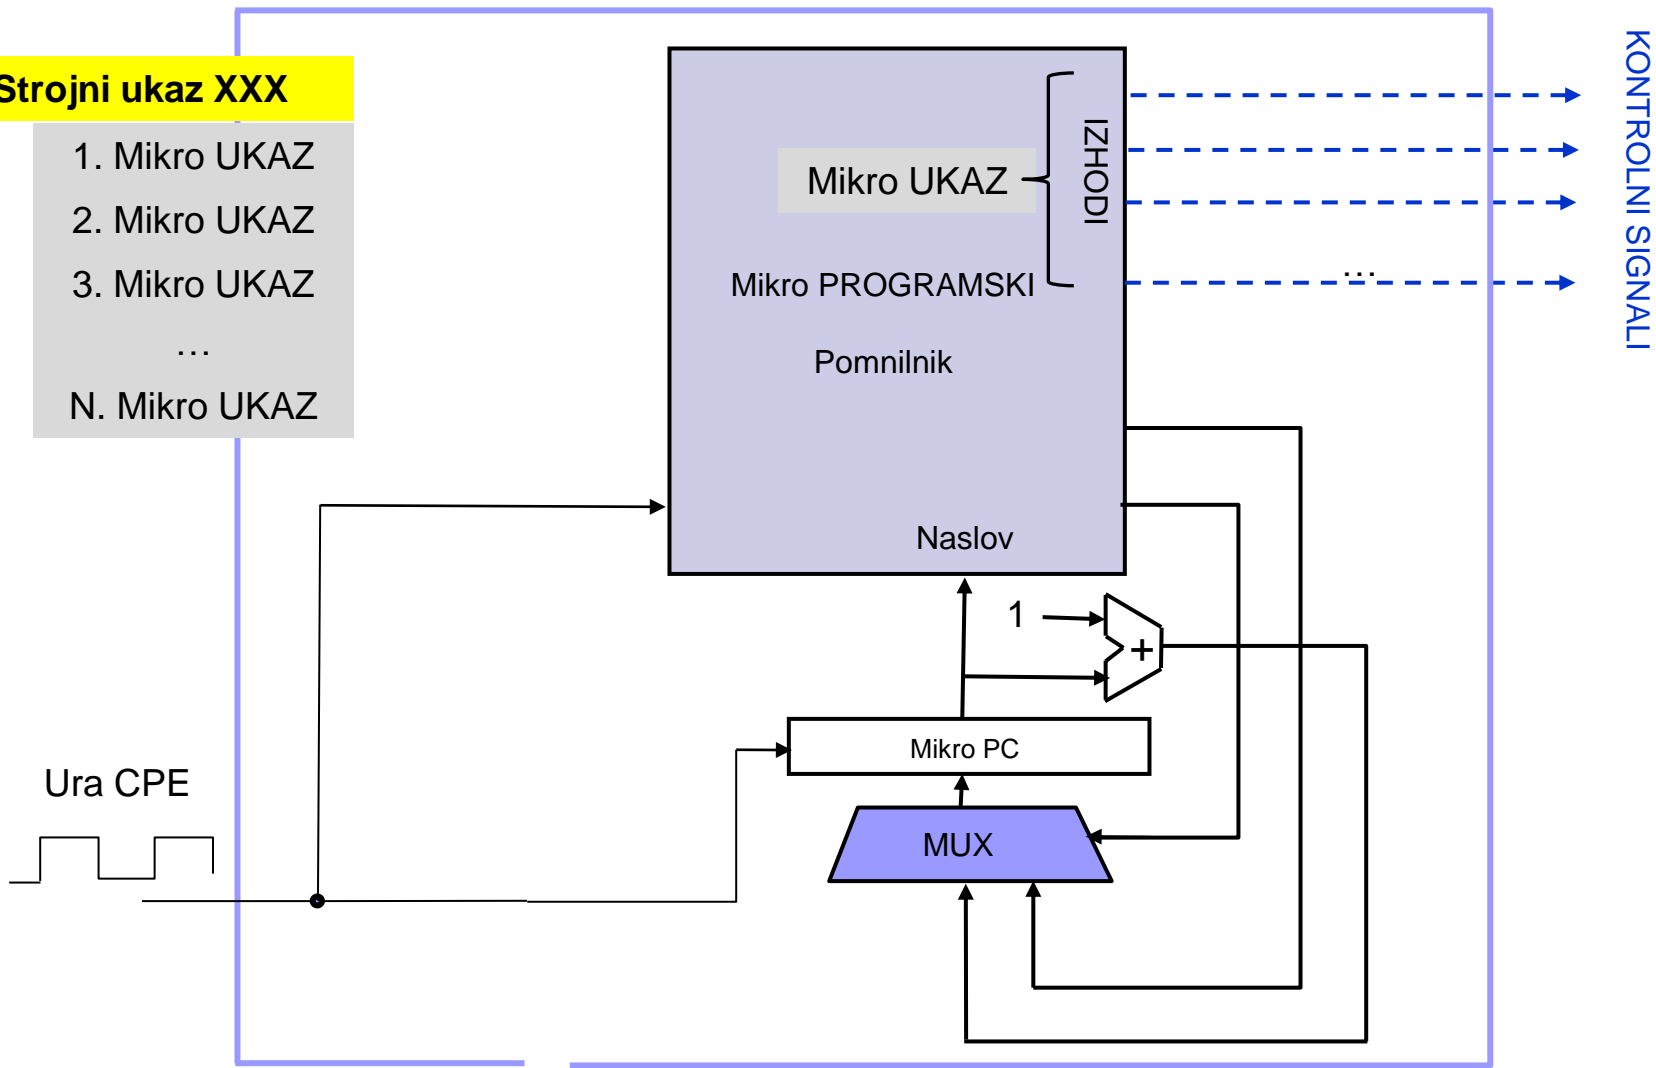 Strojni ukaz XXX
1. Mikro UKAZ
2. Mikro UKAZ
3. Mikro UKAZ
…
N. Mikro UKAZ
Mikro UKAZ
IZHODI
Mikro PROGRAMSKI
Pomnilnik
Naslov
…
KONTROLNI SIGNALI
1
+
Mikro PC
MUX
Ura CPE